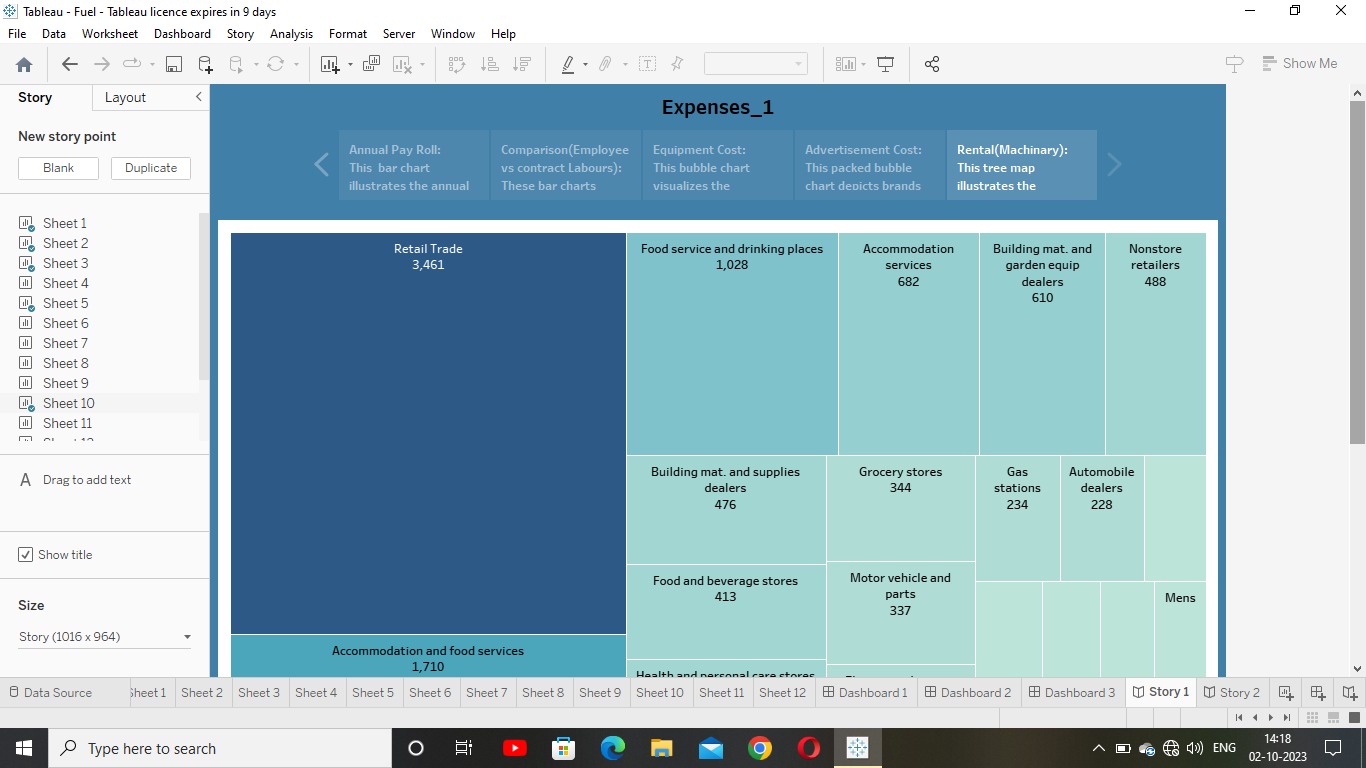 Tableau - Fuel - Tableau licence expires in 9 days
File Data Worksheet Dashboard Story Analysis Format Server Window Help
Show Me
Story Layout
New story point
Blank Duplicate
Sheet 1
Sheet 2
Sheet 3
Sheet 4
Sheet 5
Sheet 6
Sheet 7
Sheet 8
Sheet 9
Sheet 10
Sheet 11
A Drag to add text
Show title
Size
Story (1016 x 964)
Expenses_1
Annual Pay Roll:
This bar chart
illustrates the annual
Comparison(Employee
vs contract Labours):
These bar charts
Equipment Cost:
This bubble chart
visualizes the
Advertisement Cost:
This packed bubble
chart depicts brands
Rental(Machinary):
This tree map
illustrates the
Retail Trade
3,461
Food service and drinking places
1,028
Accommodation
services
682
Building mat. and
garden equip
dealers
610
Nonstore
retailers
488
Building mat. and supplies
dealers
476
Grocery stores
344
Gas
stations
234
Automobile
dealers
228
Food and beverage stores
413
Motor vehicle and
parts
337
Mens
Accommodation and food services
1,710
Health and personal care stores
Data Source Sheet 1 Sheet 2 Sheet 3 Sheet 4 Sheet 5 Sheet 6 Sheet 7 Sheet 8 Sheet 9 Sheet 10 Sheet 11 Sheet 12 Dashboard 1 Dashboard 2 Dashboard 3 Story 1 Story 2
Type here to search
ENG
14:18
02-10-2023